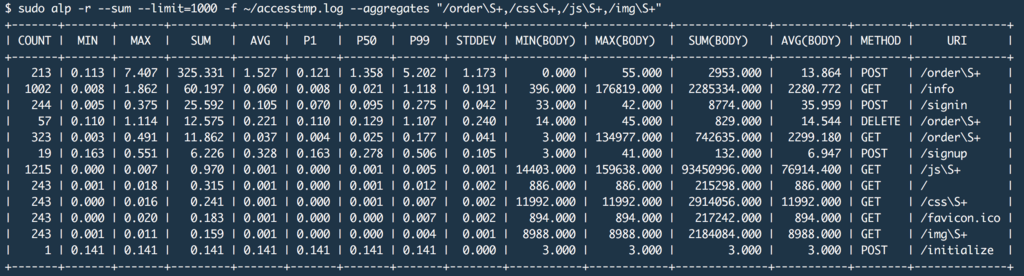 $ sudo alp -r --sum --limit=1000 -f ~/accesstmp.log --aggregates "/order\S+,/css\S+,/js\S+,/img\S+"
| COUNT | MIN | MAX | SUM | AVG | P1 | P50 | P99 | STDDEV | MIN(BODY) | MAX(BODY) | SUM(BODY) | AVG(BODY) | METHOD | URI |
| 213 | 0.113 | 7.407 | 325.331 | 1.527 | 0.121 | 1.358 | 5.202 | 1.173 | 0.000 | 55.000 | 2953.000 | 13.864 | POST | /order\S+ |
| 1002 | 0.008 | 1.862 | 60.197 | 0.060 | 0.008 | 0.021 | 1.118 | 0.191 | 396.000 | 176819.000 | 2285334.000 | 2280.772 | GET | /info |
| 244 | 0.005 | 0.375 | 25.592 | 0.105 | 0.070 | 0.095 | 0.275 | 0.042 | 33.000 | 42.000 | 8774.000 | 35.959 | POST | /signin |
| 57 | 0.110 | 1.114 | 12.575 | 0.221 | 0.110 | 0.129 | 1.107 | 0.240 | 14.000 | 45.000 | 829.000 | 14.544 | DELETE | /order\S+ |
| 323 | 0.003 | 0.491 | 11.862 | 0.037 | 0.004 | 0.025 | 0.177 | 0.041 | 3.000 | 134977.000 | 742635.000 | 2299.180 | GET | /order\S+ |
| 19 | 0.163 | 0.551 | 6.226 | 0.328 | 0.163 | 0.278 | 0.506 | 0.105 | 3.000 | 41.000 | 132.000 | 6.947 | POST | /signup |
| 1215 | 0.000 | 0.007 | 0.970 | 0.001 | 0.000 | 0.001 | 0.005 | 0.001 | 14403.000 | 159638.000 | 93450996.000 | 76914.400 | GET | /js\S+ |
| 243 | 0.001 | 0.018 | 0.315 | 0.001 | 0.000 | 0.001 | 0.012 | 0.002 | 886.000 | 886.000 | 215298.000 | 886.000 | GET | / |
| 243 | 0.000 | 0.016 | 0.241 | 0.001 | 0.000 | 0.001 | 0.007 | 0.002 | 11992.000 | 11992.000 | 2914056.000 | 11992.000 | GET | /css\S+ |
| 243 | 0.000 | 0.020 | 0.183 | 0.001 | 0.000 | 0.000 | 0.007 | 0.002 | 894.000 | 894.000 | 217242.000 | 894.000 | GET | /favicon.ico |
| 243 | 0.001 | 0.011 | 0.159 | 0.001 | 0.000 | 0.000 | 0.004 | 0.001 | 8988.000 | 8988.000 | 2184084.000 | 8988.000 | GET | /img\S+ |
| 1 | 0.141 | 0.141 | 0.141 | 0.141 | 0.141 | 0.141 | 0.141 | 0.000 | 3.000 | 3.000 | 3.000 | 3.000 | POST | /initialize |